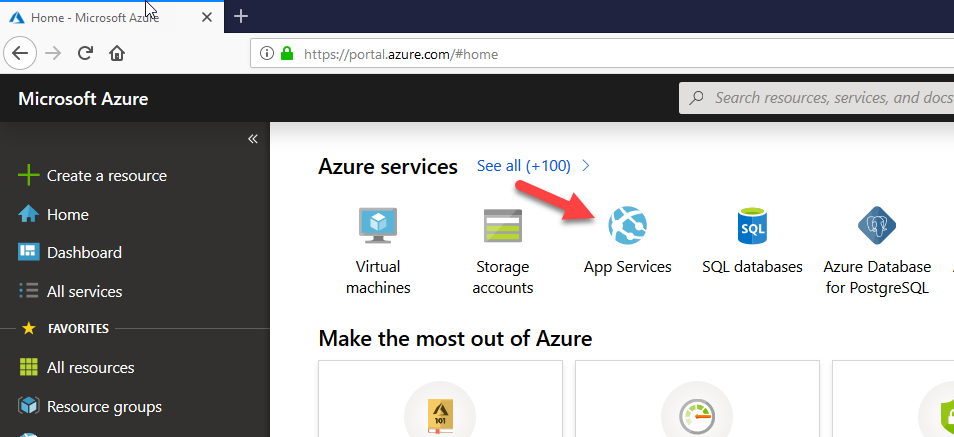 Home - Microsoft Azure
https://portal.azure.com/#home
Microsoft Azure
Search resources, services, and docs
«
Create a resource
Home
Dashboard
All services
FAVORITES
All resources
Resource groups
Azure services See all (+100) >
Virtual
machines
Storage
accounts
App Services
SQL
SQL databases
Azure Database
for PostgreSQL
Make the most out of Azure
101